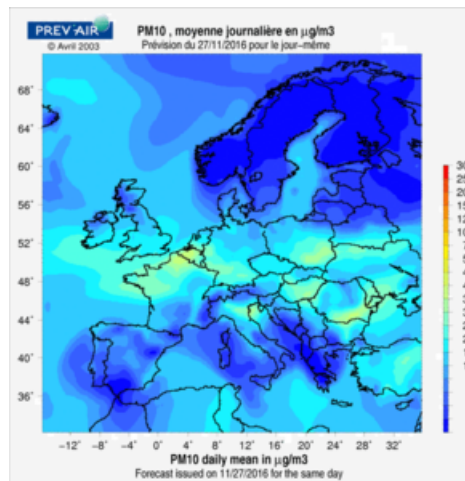 PREV'AIR
© Avril 2003
PM10 , moyenne journalière en µg/m3
Prévision du 27/11/2016 pour le jour-même
68°
64°
60°
56°
52°
48°
44°
40°
36°
−12° −8° −4° 0° 4° 8° 12° 16° 20° 24° 28° 32°
PM10 daily mean in µg/m3
Forecast issued on 11/27/2016 for the same day